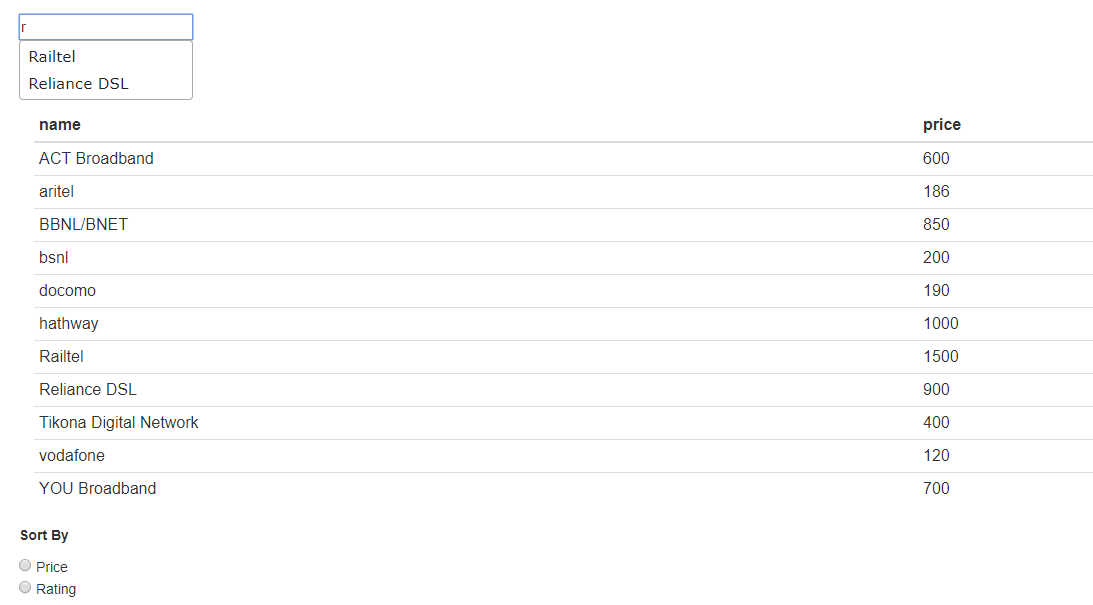 r
Railtel
Reliance DSL
name price
ACT Broadband 600
aritel 186
BBNL/BNET 850
bsnl 200
docomo 190
hathway 1000
Railtel 1500
Reliance DSL 900
Tikona Digital Network 400
vodafone 120
YOU Broadband 700
Sort By
Price
Rating